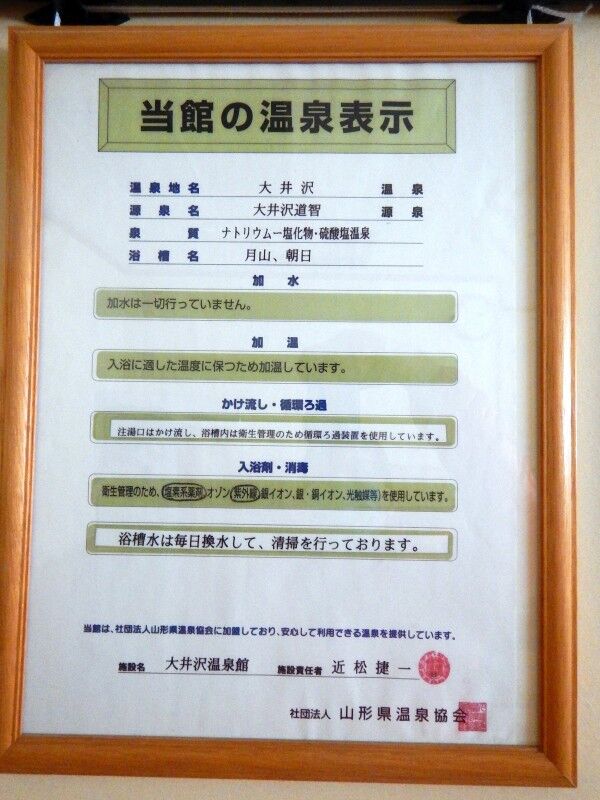 当館の温泉表示
温泉地名 大井沢 温泉
源泉名 大井沢道智 源泉
泉質 ナトリウムー塩化物・硫酸塩温泉
浴槽名 月山、朝日
加水
加水は一切行っていません。
加温
入浴に適した温度に保つため加温しています。
かけ流し・循環ろ過
注湯口はかけ流し、浴槽内は衛生管理のため循環ろ過装置を使用しています。
入浴剤・消毒
衛生管理のため、(塩素系薬剤)オゾン(紫外線)銀イオン、銀・銅イオン、光触媒等)を使用しています。
浴槽水は毎日換水して、清掃を行っております。
当館は、社団法人山形県温泉協会に加盟しており、安心して利用できる温泉を提供しています。
施設名 大井沢温泉館 施設責任者 近松捷一
社団法人 山形県温泉協会